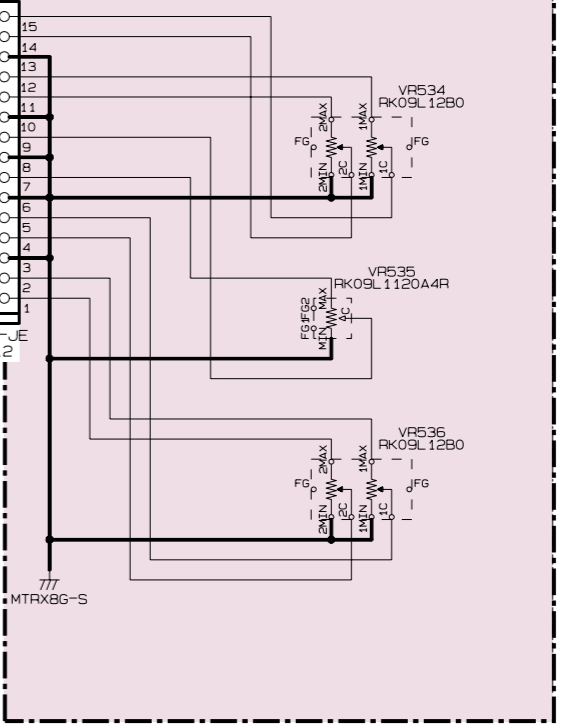 15
14
13
12
11
10
9
8
7
6
5
4
3
2
1
-JE
.2
VR534
RK09L12B0
2MAX
1MAX
FG
FG
2MIN
2C
1MIN
1C
VR535
RK09L1120A4R
FG1
FG2
MAX
MIN
C
VR536
RK09L12B0
2MAX
1MAX
FG
FG
2MIN
2C
1MIN
1C
MTRX8G-S